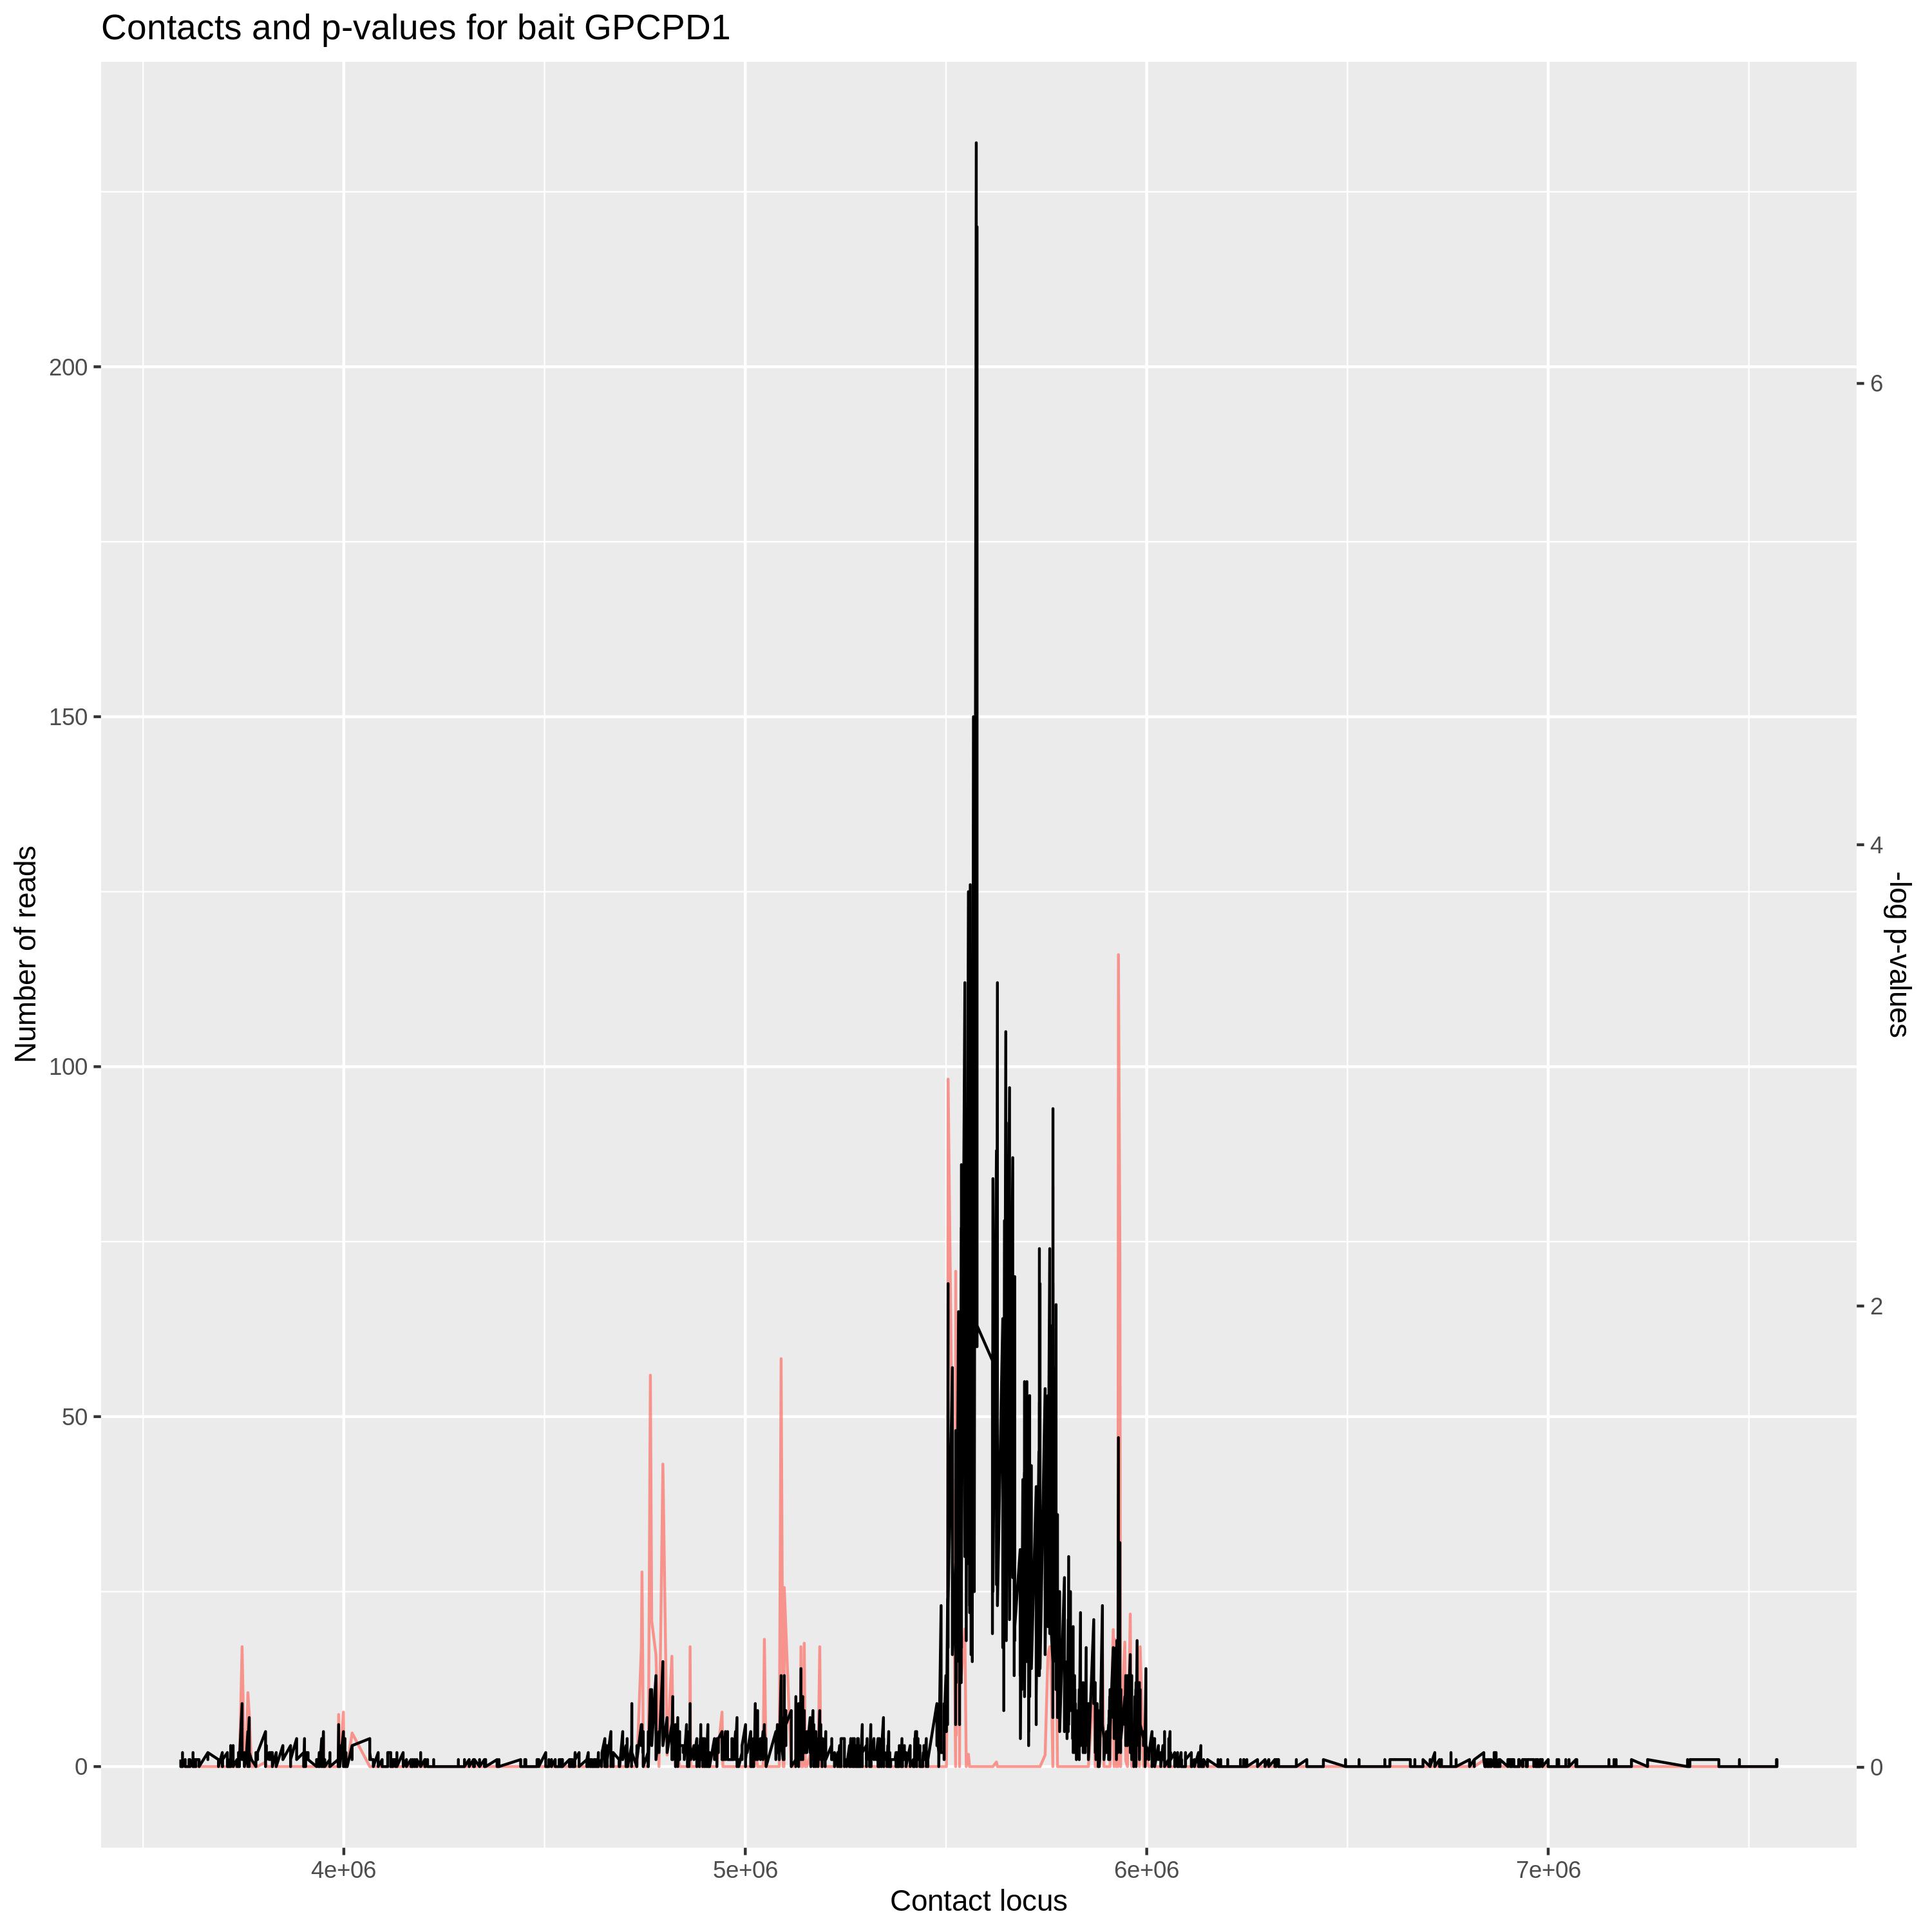 Contacts and p-values for bait GPCPD1
200
150
100
50
0
6
4
2
0
Number of reads
-log p-values
4e+06
5e+06
6e+06
7e+06
Contact locus